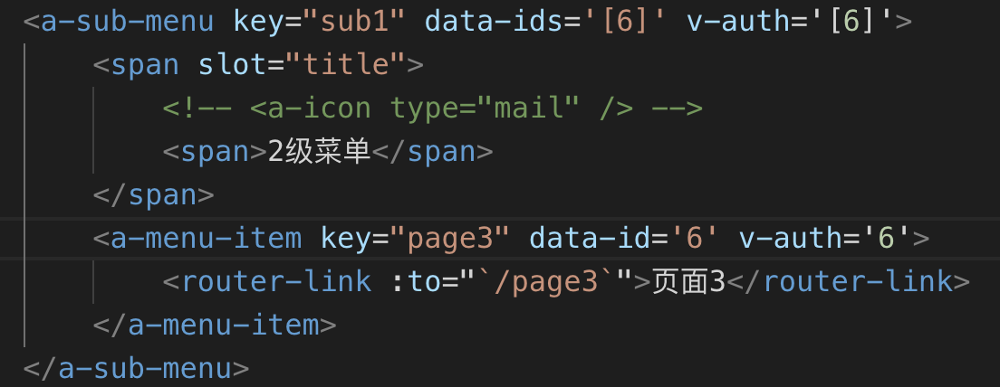 <a-sub-menu key="sub1" data-ids='[6]' v-auth='[6]'>
<span slot="title">
<!-- <a-icon type="mail" /> -->
<span>2级菜单</span>
</span>
<a-menu-item key="page3" data-id='6' v-auth='6'>
<router-link :to="`/page3`">页面3</router-link>
</a-menu-item>
</a-sub-menu>